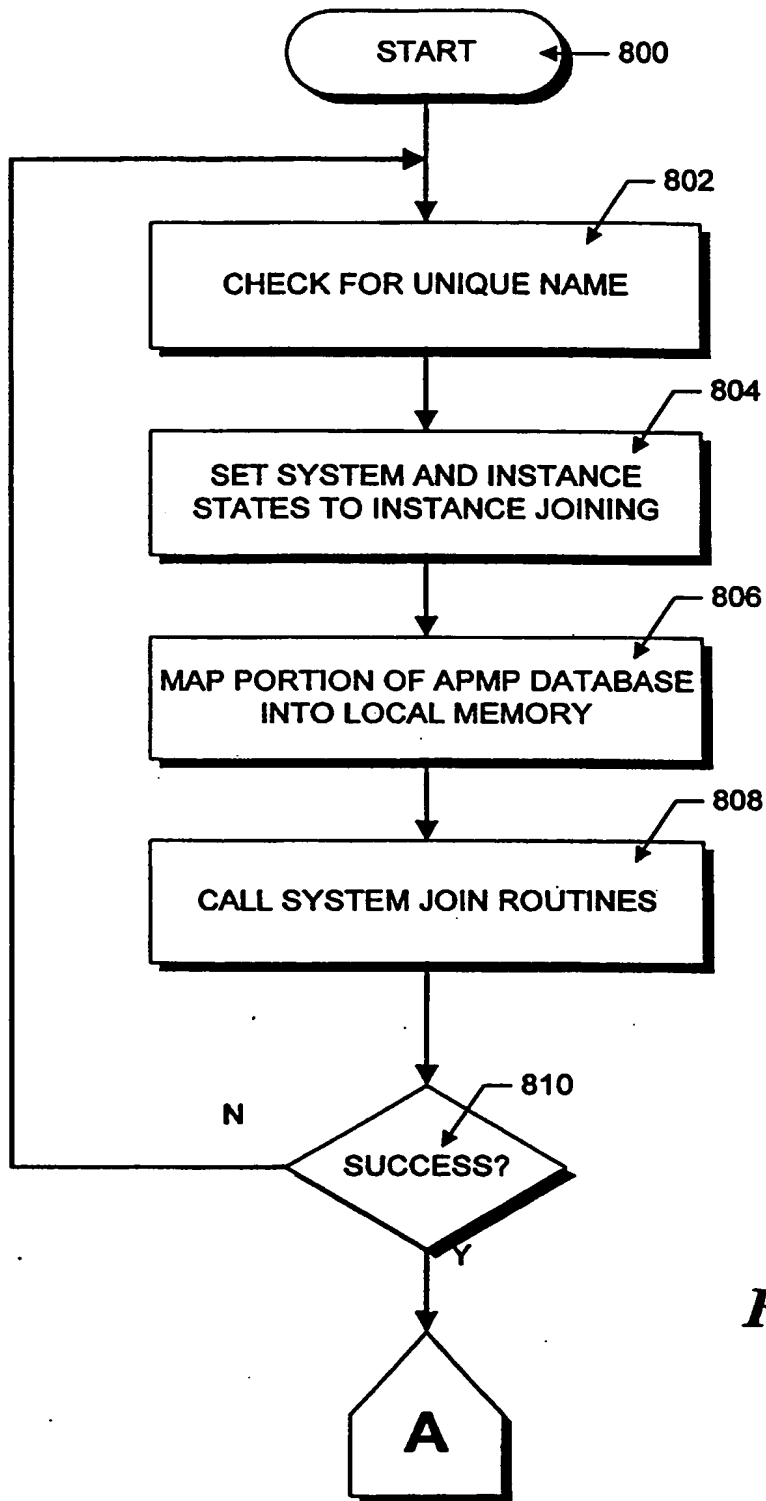 START
800
802
CHECK FOR UNIQUE NAME
804
SET SYSTEM AND INSTANCE
STATES TO INSTANCE JOINING
806
MAP PORTION OF APMP DATABASE
INTO LOCAL MEMORY
808
CALL SYSTEM JOIN ROUTINES
810
N
SUCCESS?
Y
A